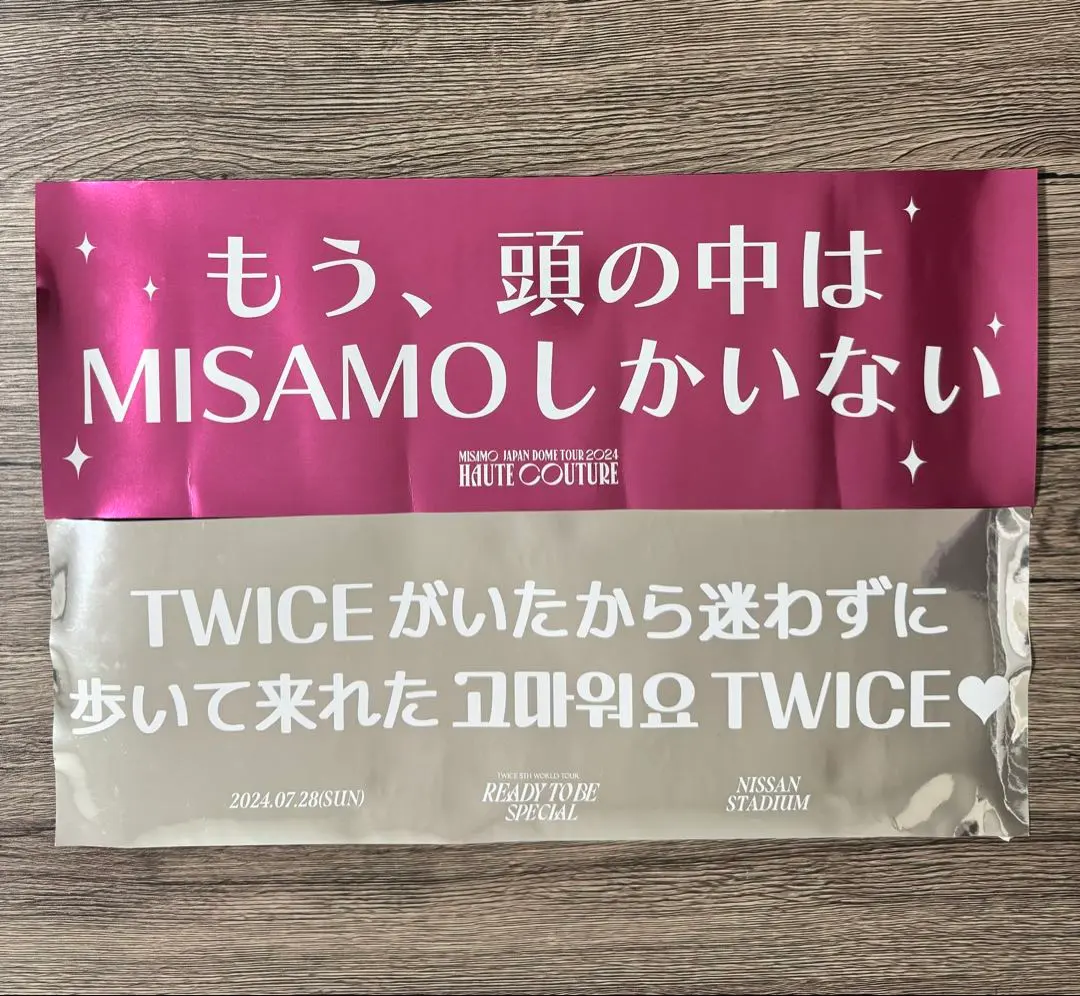 もう、頭の中は
MISAMOしかいない
MISAMO JAPAN DOME TOUR 2024
HAUTE COUTURE
TWICEがいたから迷わずに
歩いて来れた 고마워요 TWICE♥
2024.07.28(SUN)
TWICE 5TH WORLD TOUR
READY TO BE
SPECIAL
NISSAN
STADIUM